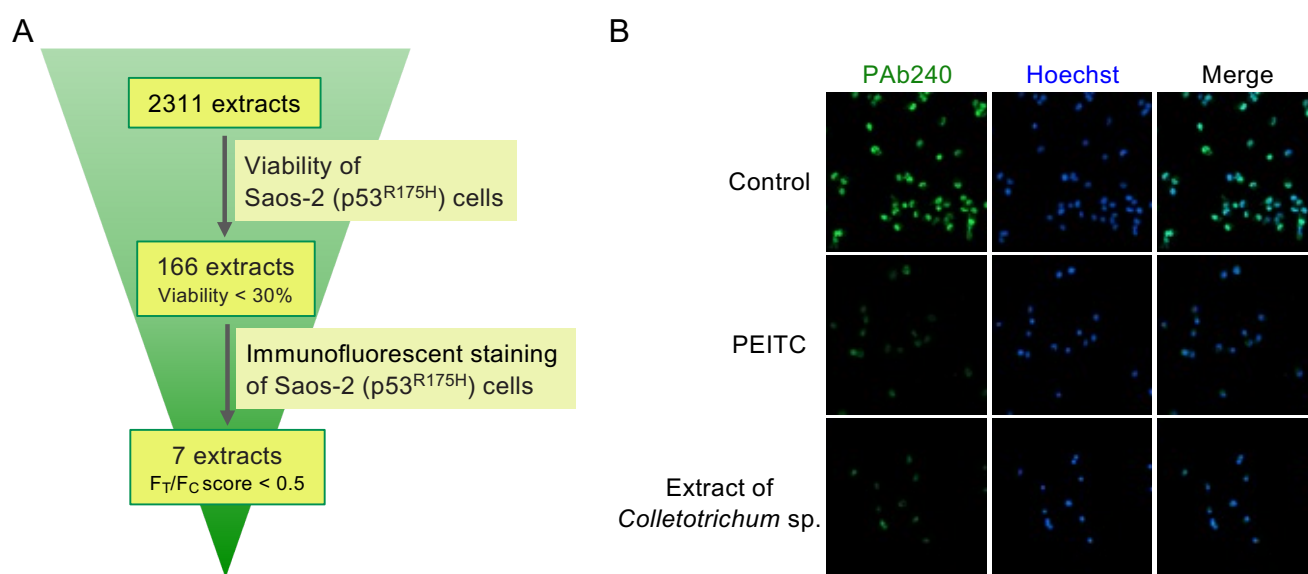 A
2311 extracts
Viability of
Saos-2 (p53R175H) cells
166 extracts
Viability < 30%
Immunofluorescent staining
of Saos-2 (p53R175H) cells
7 extracts
FT/FC score < 0.5
B
PAb240 Hoechst Merge
Control
PEITC
Extract of
Colletotrichum sp.